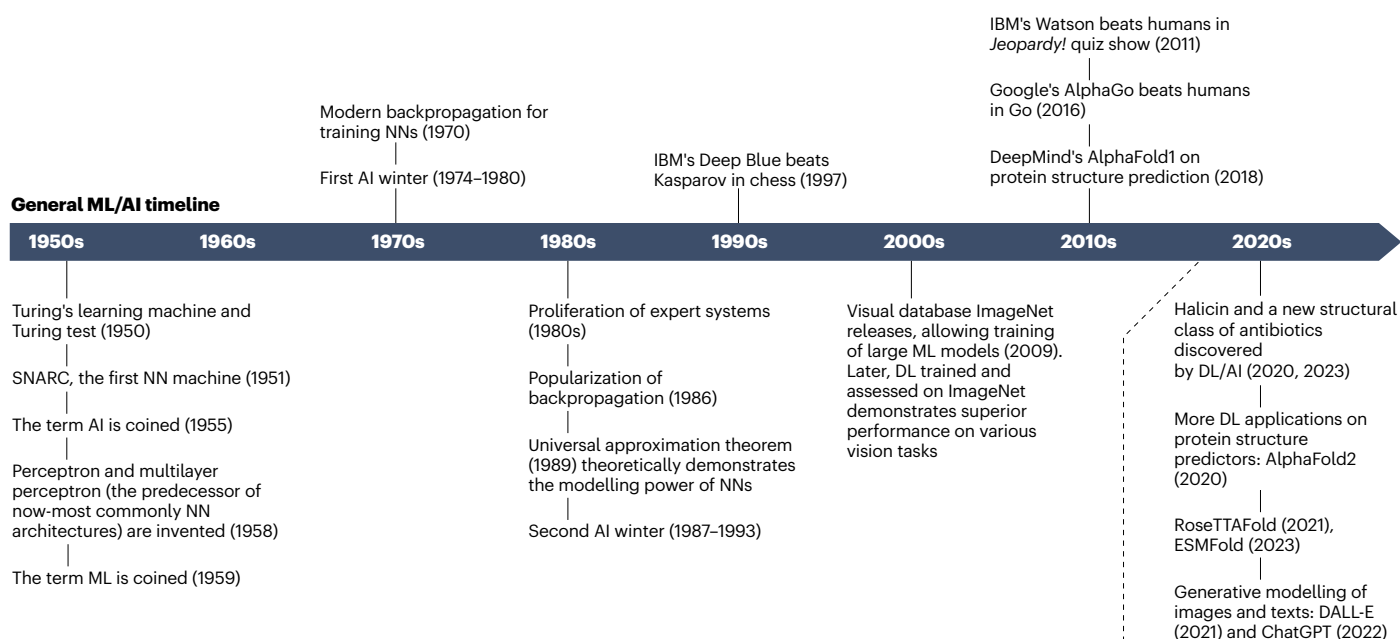 IBM's Watson beats humans in
Jeopardy! quiz show (2011)
Google's AlphaGo beats humans
in Go (2016)
DeepMind's AlphaFold1 on
protein structure prediction (2018)
Modern backpropagation for
training NNs (1970)
First AI winter (1974–1980)
IBM's Deep Blue beats
Kasparov in chess (1997)
General ML/AI timeline
1950s 1960s 1970s 1980s 1990s 2000s 2010s 2020s
Turing's learning machine and
Turing test (1950)
SNARC, the first NN machine (1951)
The term AI is coined (1955)
Perceptron and multilayer
perceptron (the predecessor of
now-most commonly NN
architectures) are invented (1958)
The term ML is coined (1959)
Proliferation of expert systems
(1980s)
Popularization of
backpropagation (1986)
Universal approximation theorem
(1989) theoretically demonstrates
the modelling power of NNs
Second AI winter (1987–1993)
Visual database ImageNet
releases, allowing training
of large ML models (2009).
Later, DL trained and
assessed on ImageNet
demonstrates superior
performance on various
vision tasks
Halicin and a new structural
class of antibiotics
discovered
by DL/AI (2020, 2023)
More DL applications on
protein structure
predictors: AlphaFold2
(2020)
RoseTTAFold (2021),
ESMFold (2023)
Generative modelling of
images and texts: DALL-E
(2021) and ChatGPT (2022)